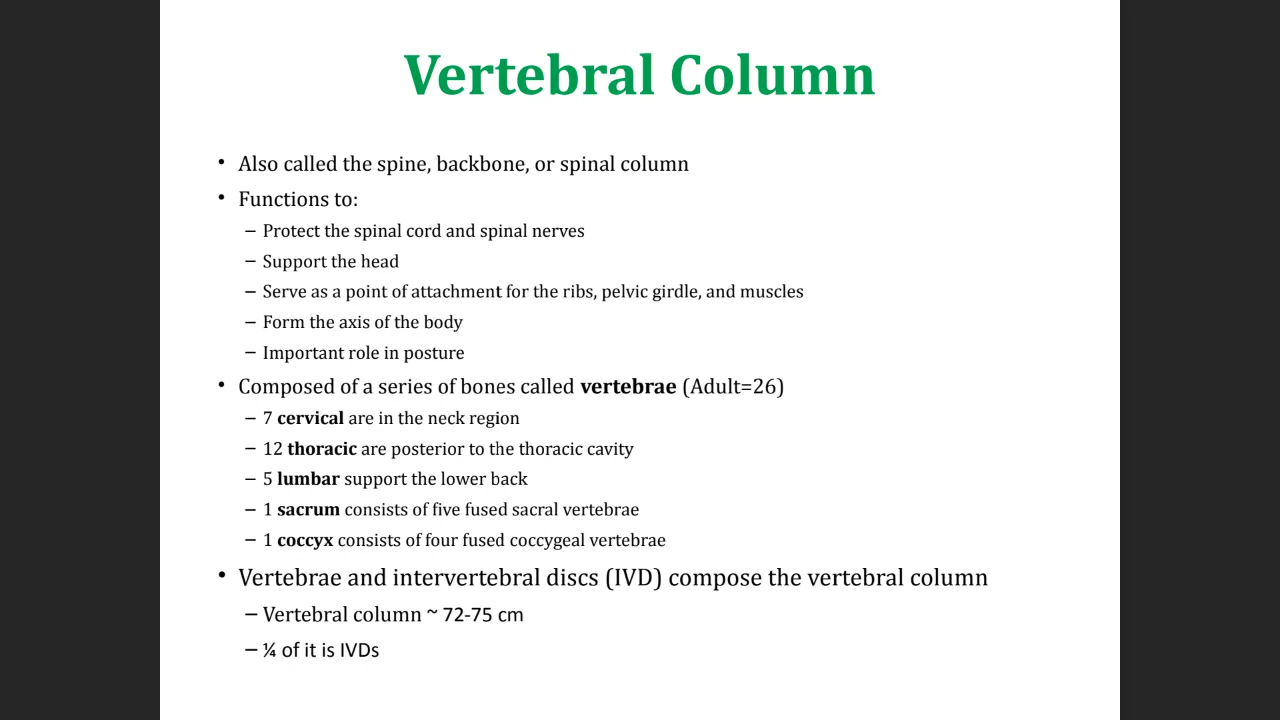 Vertebral Column
• Also called the spine, backbone, or spinal column
• Functions to:
– Protect the spinal cord and spinal nerves
– Support the head
– Serve as a point of attachment for the ribs, pelvic girdle, and muscles
– Form the axis of the body
– Important role in posture
• Composed of a series of bones called vertebrae (Adult=26)
– 7 cervical are in the neck region
– 12 thoracic are posterior to the thoracic cavity
– 5 lumbar support the lower back
– 1 sacrum consists of five fused sacral vertebrae
– 1 coccyx consists of four fused coccygeal vertebrae
• Vertebrae and intervertebral discs (IVD) compose the vertebral column
– Vertebral column ~ 72-75 cm
– ¼ of it is IVDs